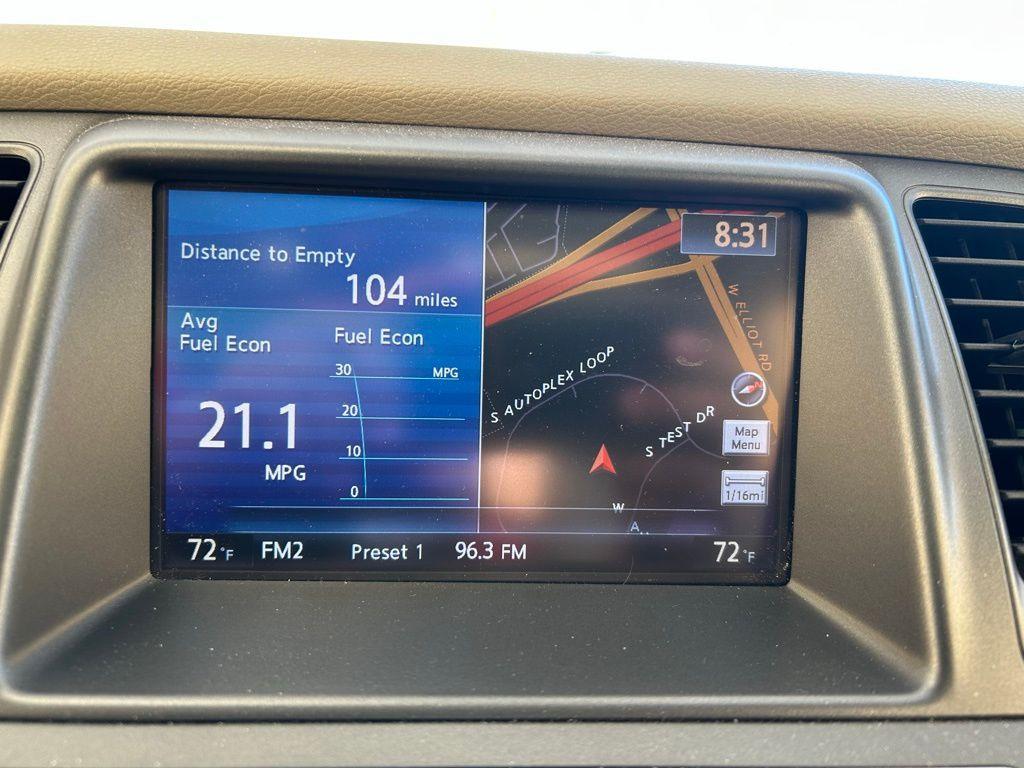 Distance to Empty
104 miles
Avg
Fuel Econ
21.1
MPG
Fuel Econ
30 MPG
20
10
0
8:31
W ELLIOT RD
S AUTOPLEX LOOP
S TEST DR
N
Map
Menu
1/16mi
W
A..
72°F FM2 Preset 1 96.3 FM 72°F